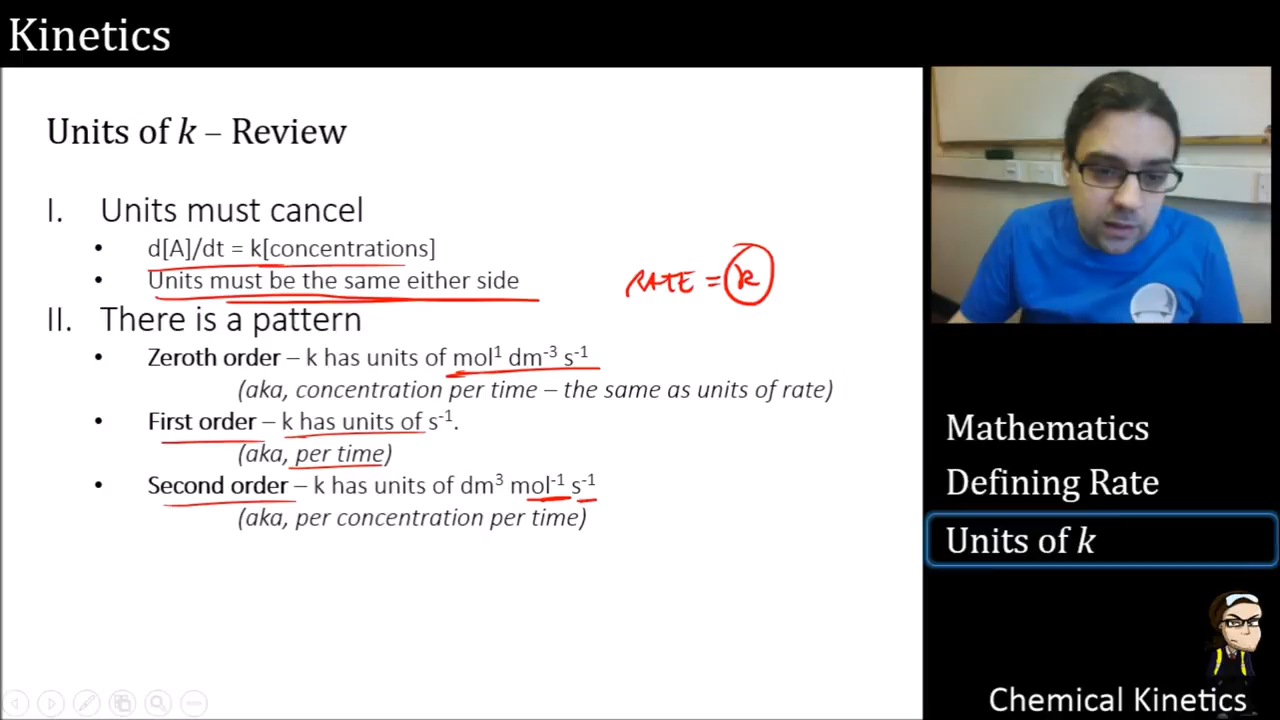 Kinetics
Units of k – Review
I. Units must cancel
• d[A]/dt = k[concentrations]
• Units must be the same either side
RATE = k
II. There is a pattern
• Zeroth order – k has units of mol¹ dm⁻³ s⁻¹
(aka, concentration per time – the same as units of rate)
• First order – k has units of s⁻¹.
(aka, per time)
• Second order – k has units of dm³ mol⁻¹ s⁻¹
(aka, per concentration per time)
Mathematics
Defining Rate
Units of k
Chemical Kinetics